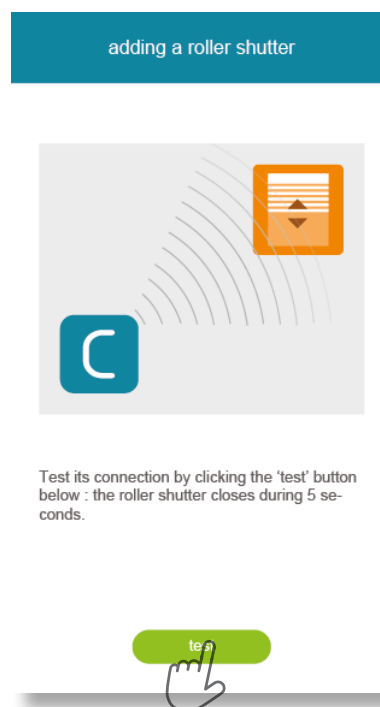 adding a roller shutter
Test its connection by clicking the ‘test’ button
below : the roller shutter closes during 5 se-
conds.
test